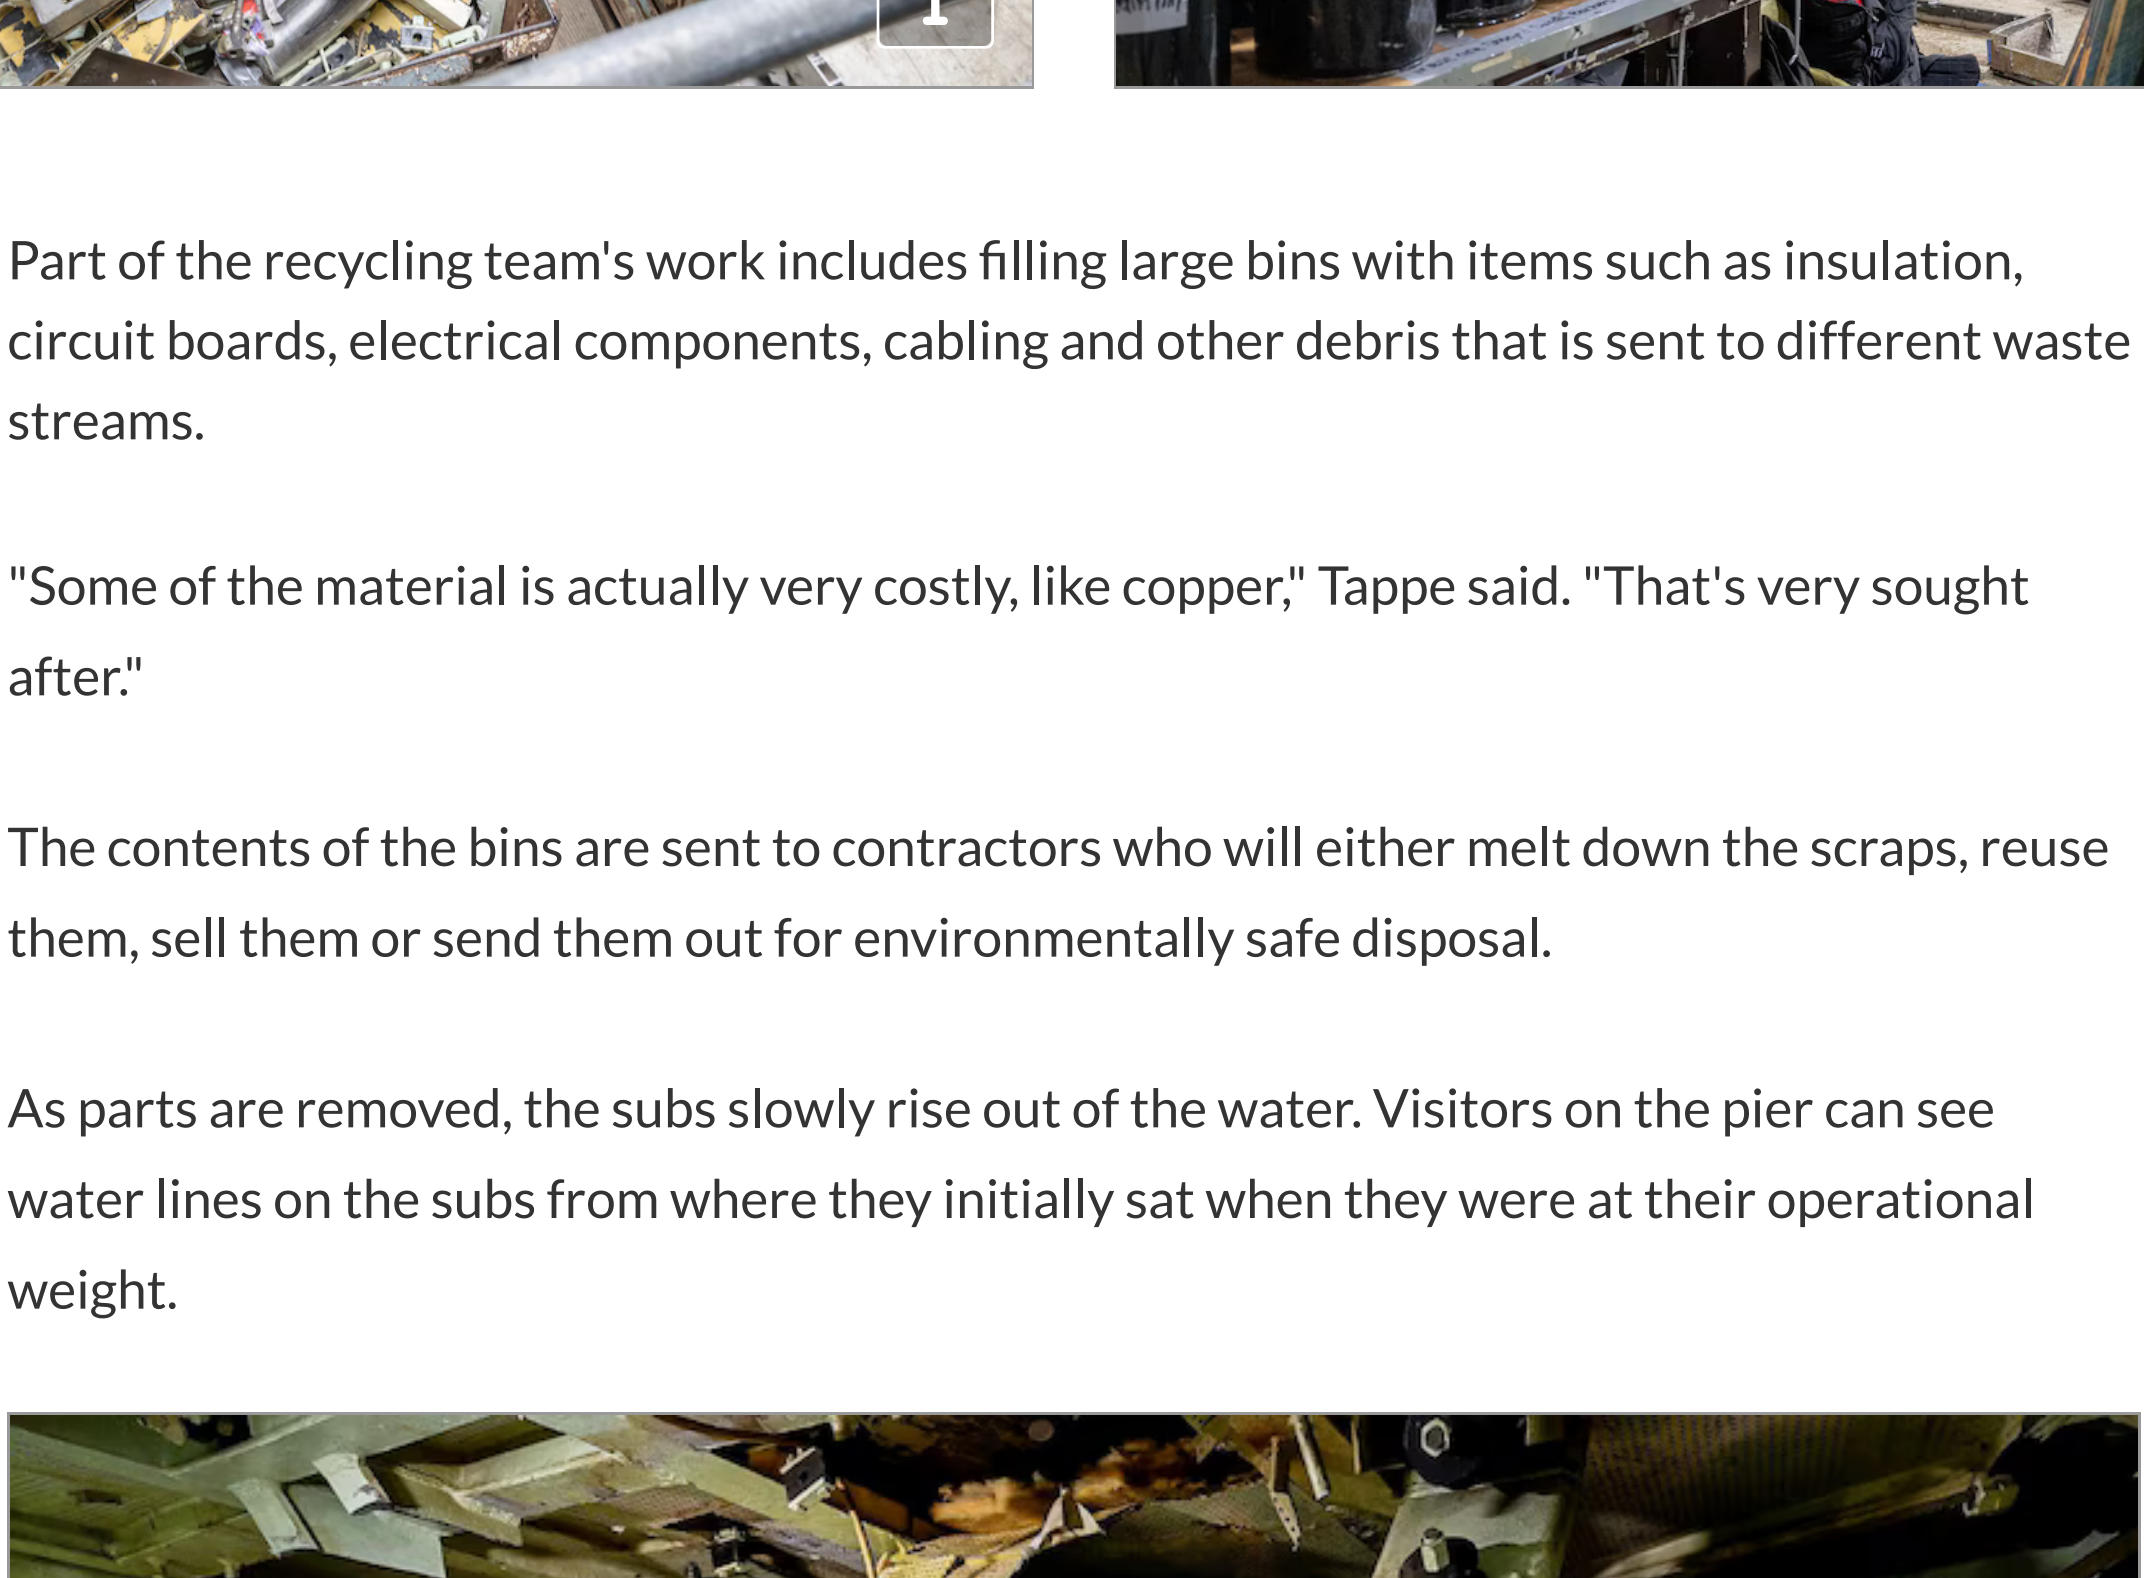 1
Part of the recycling team's work includes filling large bins with items such as insulation,
circuit boards, electrical components, cabling and other debris that is sent to different waste
streams.
"Some of the material is actually very costly, like copper," Tappe said. "That's very sought
after."
The contents of the bins are sent to contractors who will either melt down the scraps, reuse
them, sell them or send them out for environmentally safe disposal.
As parts are removed, the subs slowly rise out of the water. Visitors on the pier can see
water lines on the subs from where they initially sat when they were at their operational
weight.